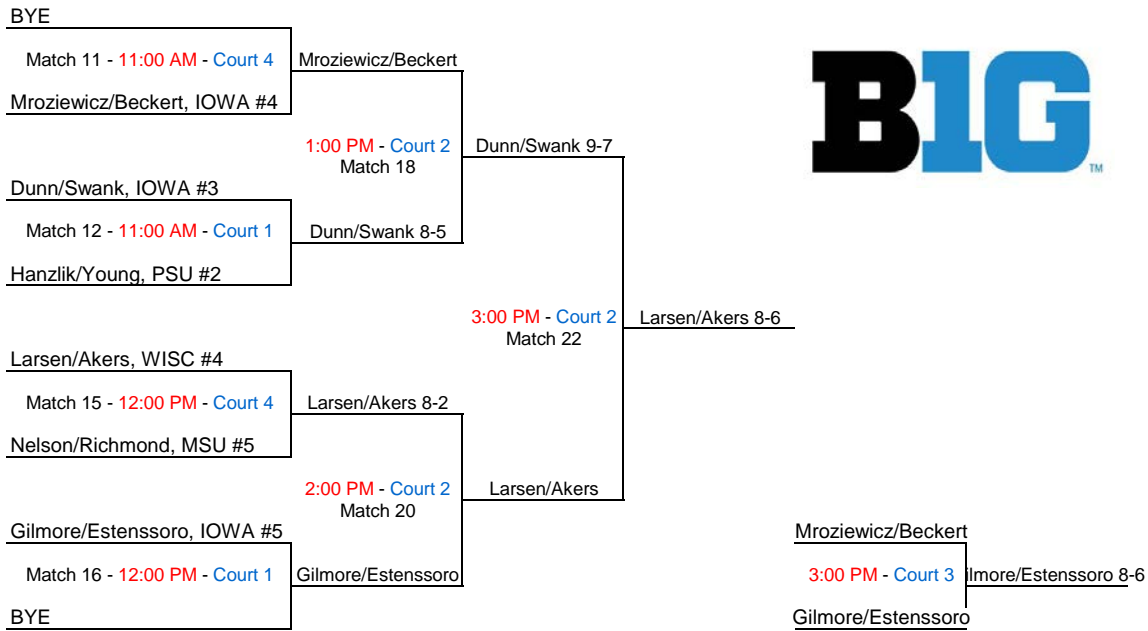 BYE
Match 11 - 11:00 AM - Court 4
Mroziewicz/Beckert
Mroziewicz/Beckert, IOWA #4
B1G
TM
1:00 PM - Court 2
Match 18
Dunn/Swank 9-7
Dunn/Swank, IOWA #3
Match 12 - 11:00 AM - Court 1
Dunn/Swank 8-5
Hanzlik/Young, PSU #2
3:00 PM - Court 2
Match 22
Larsen/Akers 8-6
Larsen/Akers, WISC #4
Match 15 - 12:00 PM - Court 4
Larsen/Akers 8-2
Nelson/Richmond, MSU #5
2:00 PM - Court 2
Match 20
Larsen/Akers
Gilmore/Estenssoro, IOWA #5
Match 16 - 12:00 PM - Court 1
Gilmore/Estenssoro
BYE
Mroziewicz/Beckert
3:00 PM - Court 3
ilmore/Estenssoro 8-6
Gilmore/Estenssoro